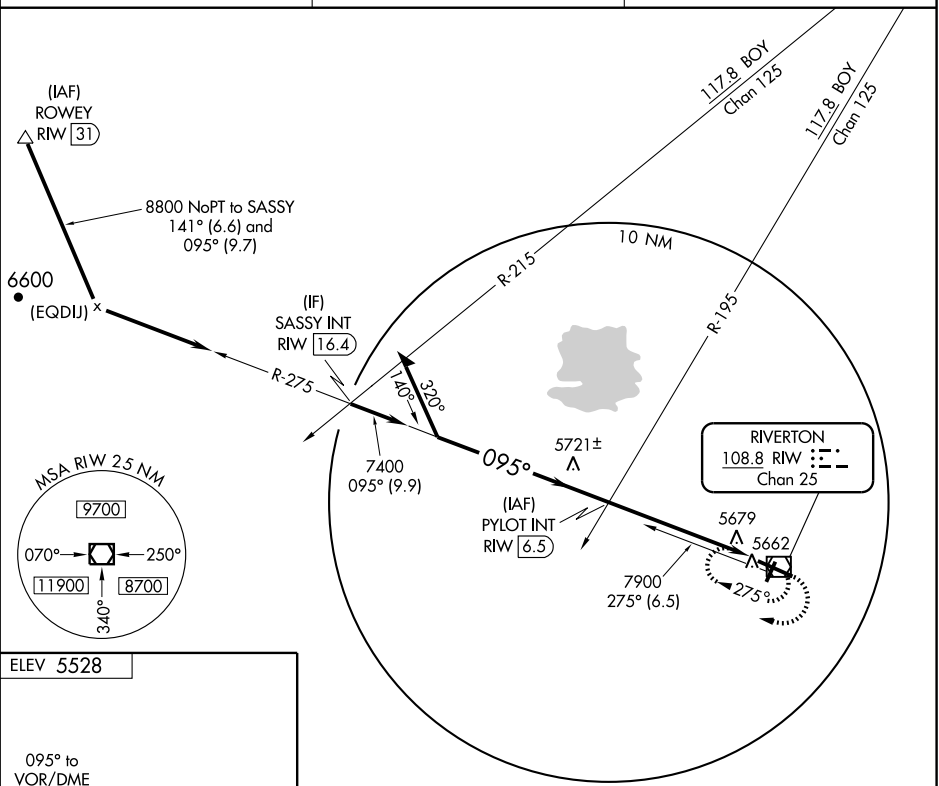 (IAF)
ROWEY
RIW 31
8800 NoPT to SASSY
141° (6.6) and
095° (9.7)
6600
(EQDIJ) x
117.8 BOY
Chan 125
117.8 BOY
Chan 125
10 NM
R-215
R-195
(IF)
SASSY INT
RIW 16.4
R-275
140°
320°
7400
095° (9.9)
095°
5721±
(IAF)
PYLOT INT
RIW 6.5
RIVERTON
108.8 RIW
Chan 25
5679
5662
7900
275° (6.5)
275°
MSA RIW 25 NM
9700
070°
250°
11900
8700
340°
ELEV 5528
095° to
VOR/DME